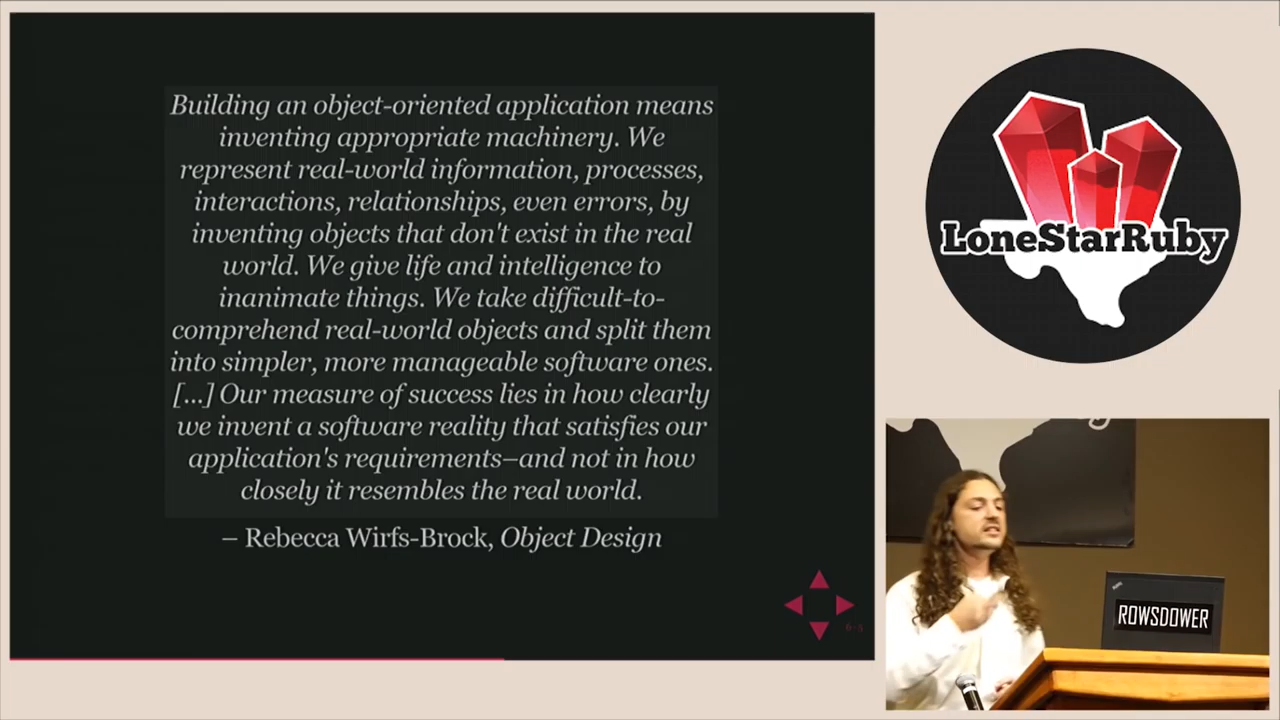 Building an object-oriented application means
inventing appropriate machinery. We
represent real-world information, processes,
interactions, relationships, even errors, by
inventing objects that don't exist in the real
world. We give life and intelligence to
inanimate things. We take difficult-to-
comprehend real-world objects and split them
into simpler, more manageable software ones.
[...] Our measure of success lies in how clearly
we invent a software reality that satisfies our
application's requirements—and not in how
closely it resembles the real world.
– Rebecca Wirfs-Brock, Object Design
6-5
LoneStarRuby
ROWSDOWER